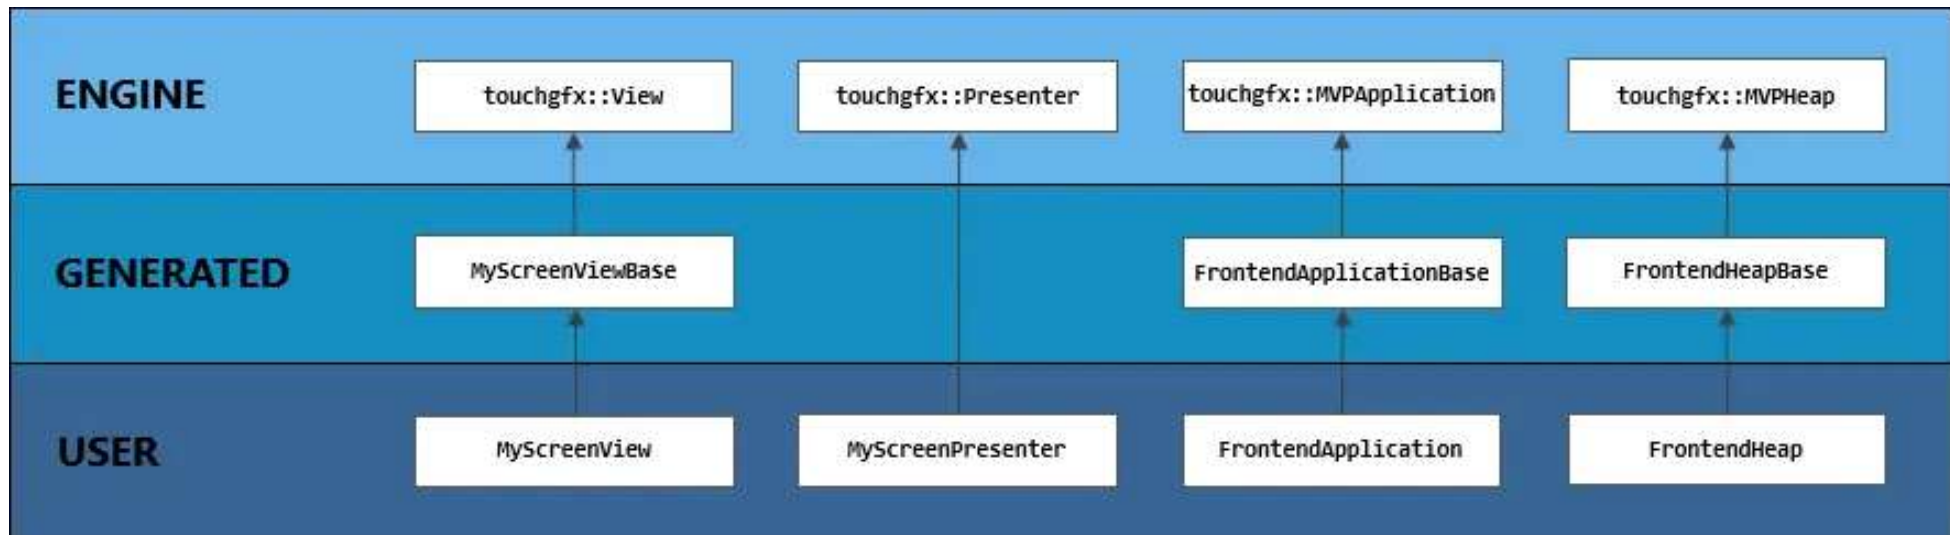 ENGINE
touchgfx::View
touchgfx::Presenter
touchgfx::MVPApplication
touchgfx::MVPHeap
GENERATED
MyScreenViewBase
FrontendApplicationBase
FrontendHeapBase
USER
MyScreenView
MyScreenPresenter
FrontendApplication
FrontendHeap